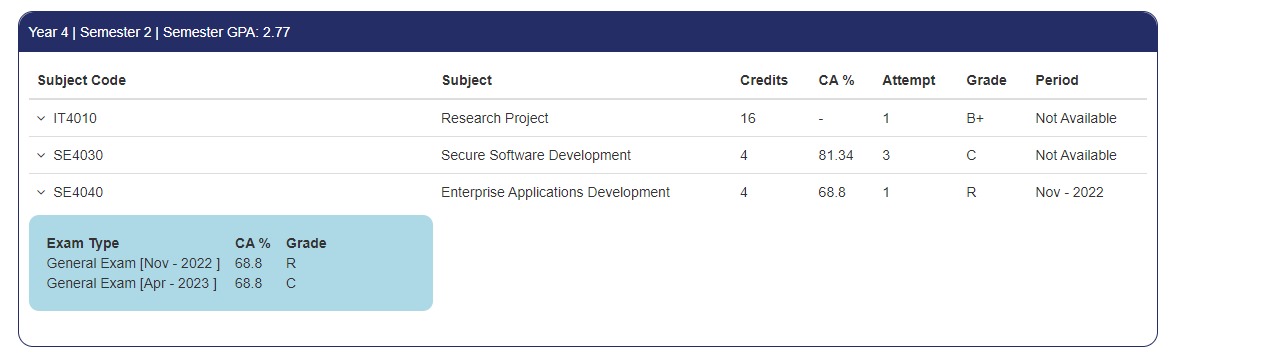 Year 4 | Semester 2 | Semester GPA: 2.77
Subject Code Subject Credits CA % Attempt Grade Period
IT4010 Research Project 16 - 1 B+ Not Available
SE4030 Secure Software Development 4 81.34 3 C Not Available
SE4040 Enterprise Applications Development 4 68.8 1 R Nov - 2022
Exam Type CA % Grade
General Exam [Nov - 2022 ] 68.8 R
General Exam [Apr - 2023 ] 68.8 C